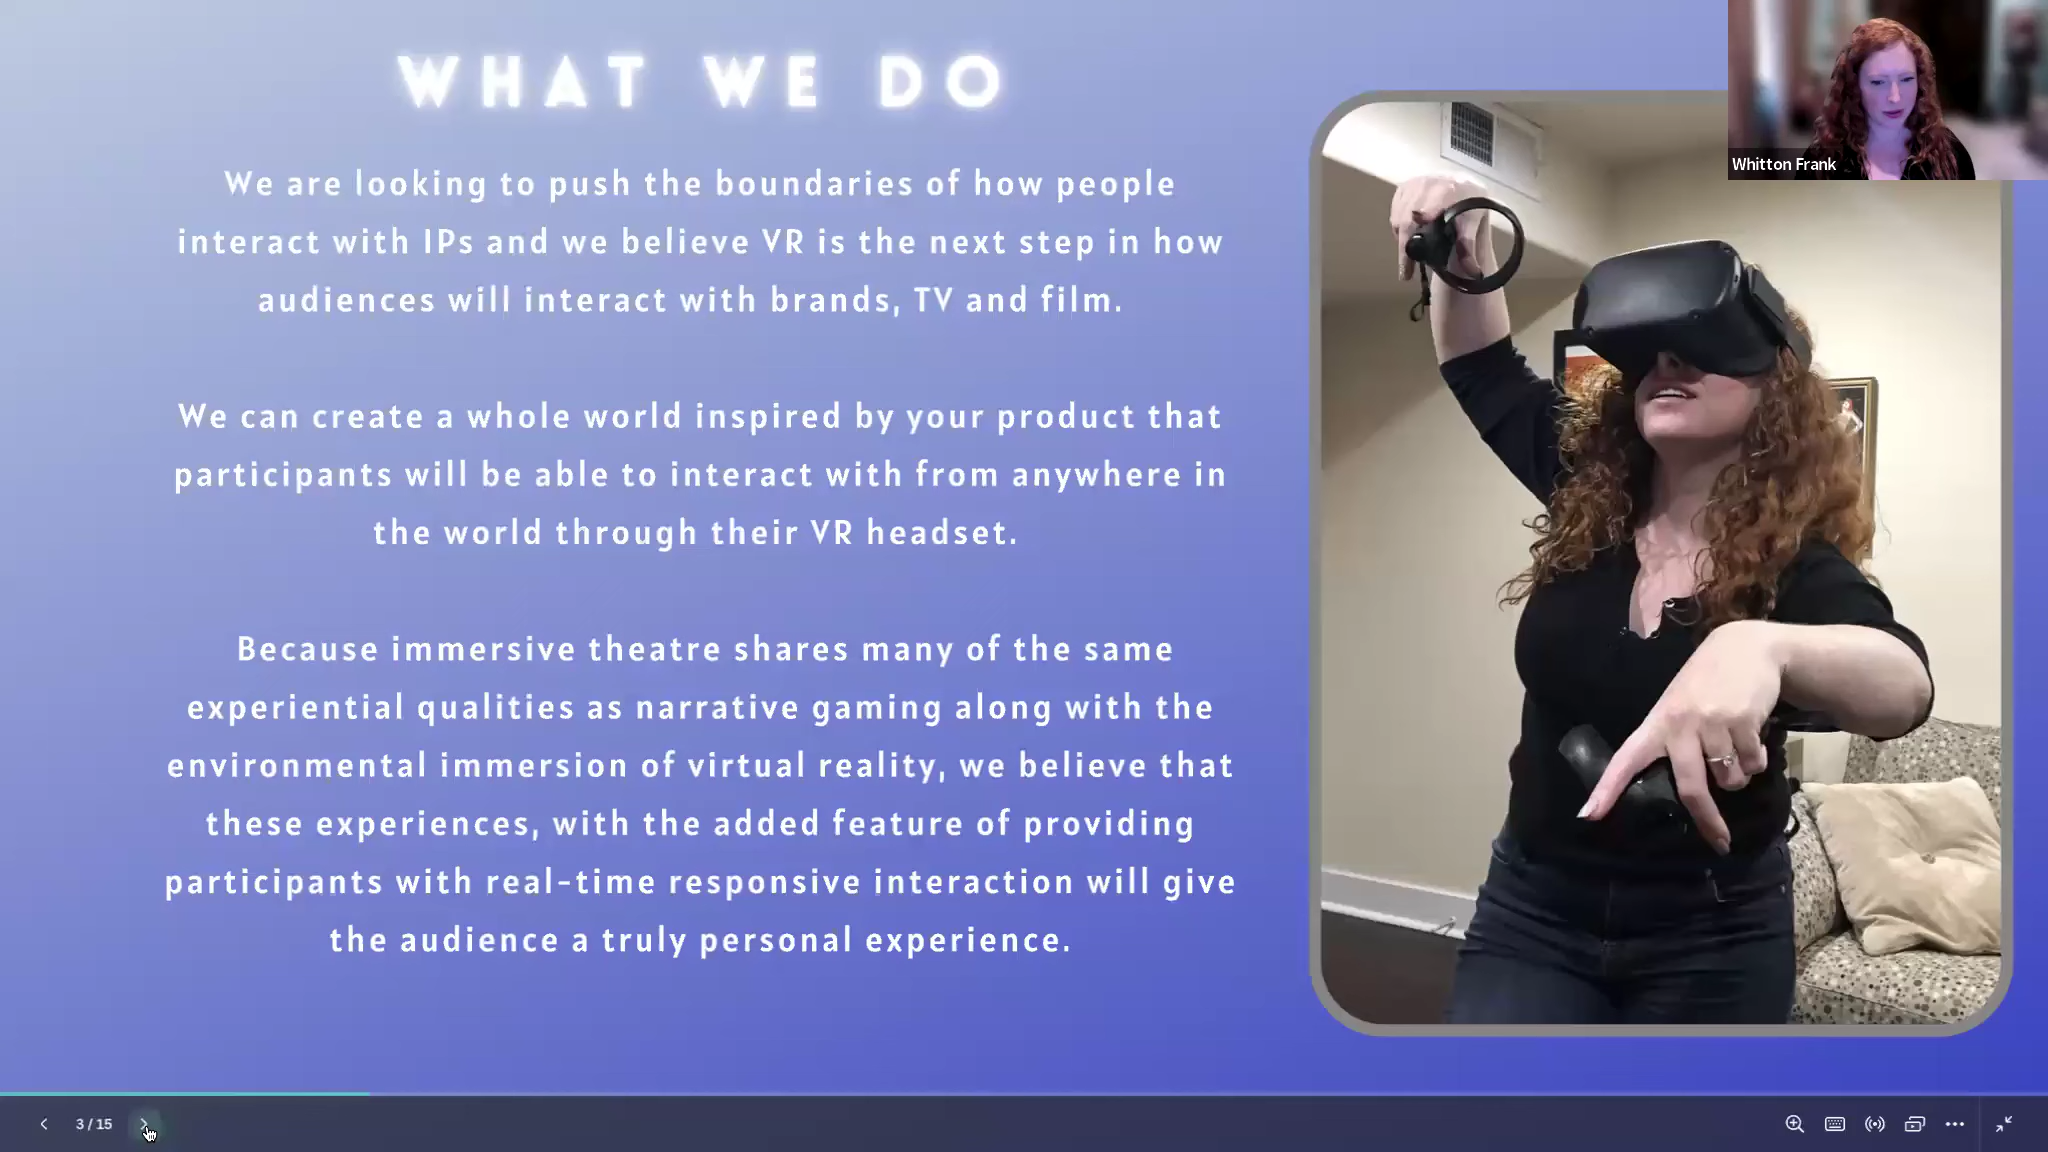 WHAT WE DO
We are looking to push the boundaries of how people
interact with IPs and we believe VR is the next step in how
audiences will interact with brands, TV and film.
We can create a whole world inspired by your product that
participants will be able to interact with from anywhere in
the world through their VR headset.
Because immersive theatre shares many of the same
experiential qualities as narrative gaming along with the
environmental immersion of virtual reality, we believe that
these experiences, with the added feature of providing
participants with real-time responsive interaction will give
the audience a truly personal experience.
Whitton Frank
3 / 15